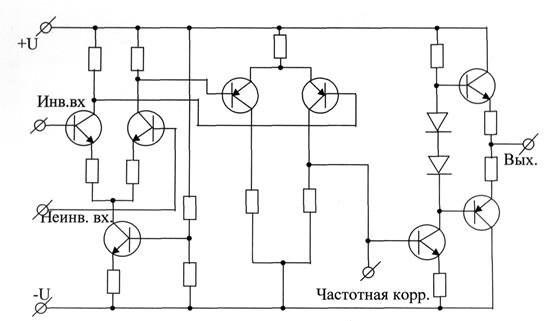 +U
Инв.вх
Вых.
Неинв. вх.
Частотная корр.
-U